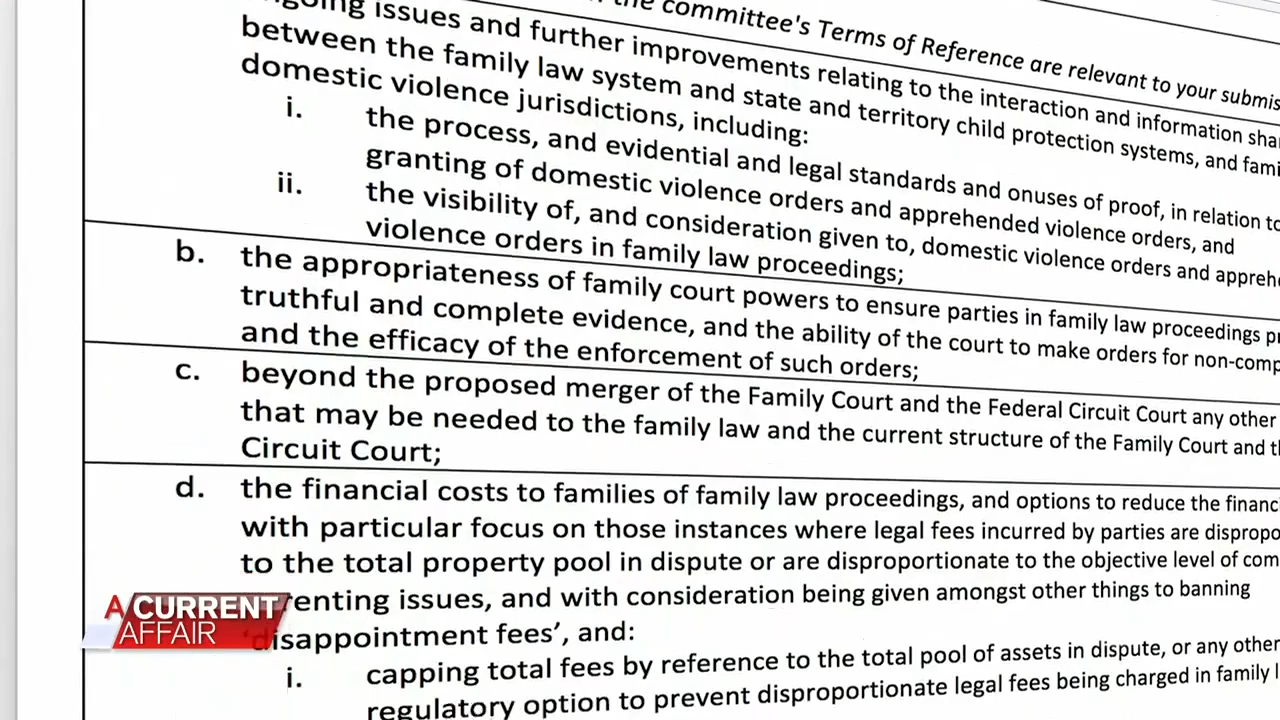 the committee's Terms of Reference are relevant to your
issues and further improvements relating to the interaction and information
between the family law system and state and territory child protection systems, and
domestic violence jurisdictions, including:
i. the process, and evidential and legal standards and onuses of proof, in relation to
granting of domestic violence orders and apprehended violence orders, and
ii. the visibility of, and consideration given to, domestic violence orders and
violence orders in family law proceedings;
b. the appropriateness of family court powers to ensure parties in family law proceedings
truthful and complete evidence, and the ability of the court to make orders for
and the efficacy of the enforcement of such orders;
c. beyond the proposed merger of the Family Court and the Federal Circuit Court any other
that may be needed to the family law and the current structure of the Family Court and
Circuit Court;
d. the financial costs to families of family law proceedings, and options to reduce the
with particular focus on those instances where legal fees incurred by parties are
to the total property pool in dispute or are disproportionate to the objective level of
issues, and with consideration being given amongst other things to banning
'disappointment fees', and:
i. capping total fees by reference to the total pool of assets in dispute, or any other
regulatory option to prevent disproportionate legal fees being charged in family
A CURRENT
AFFAIR